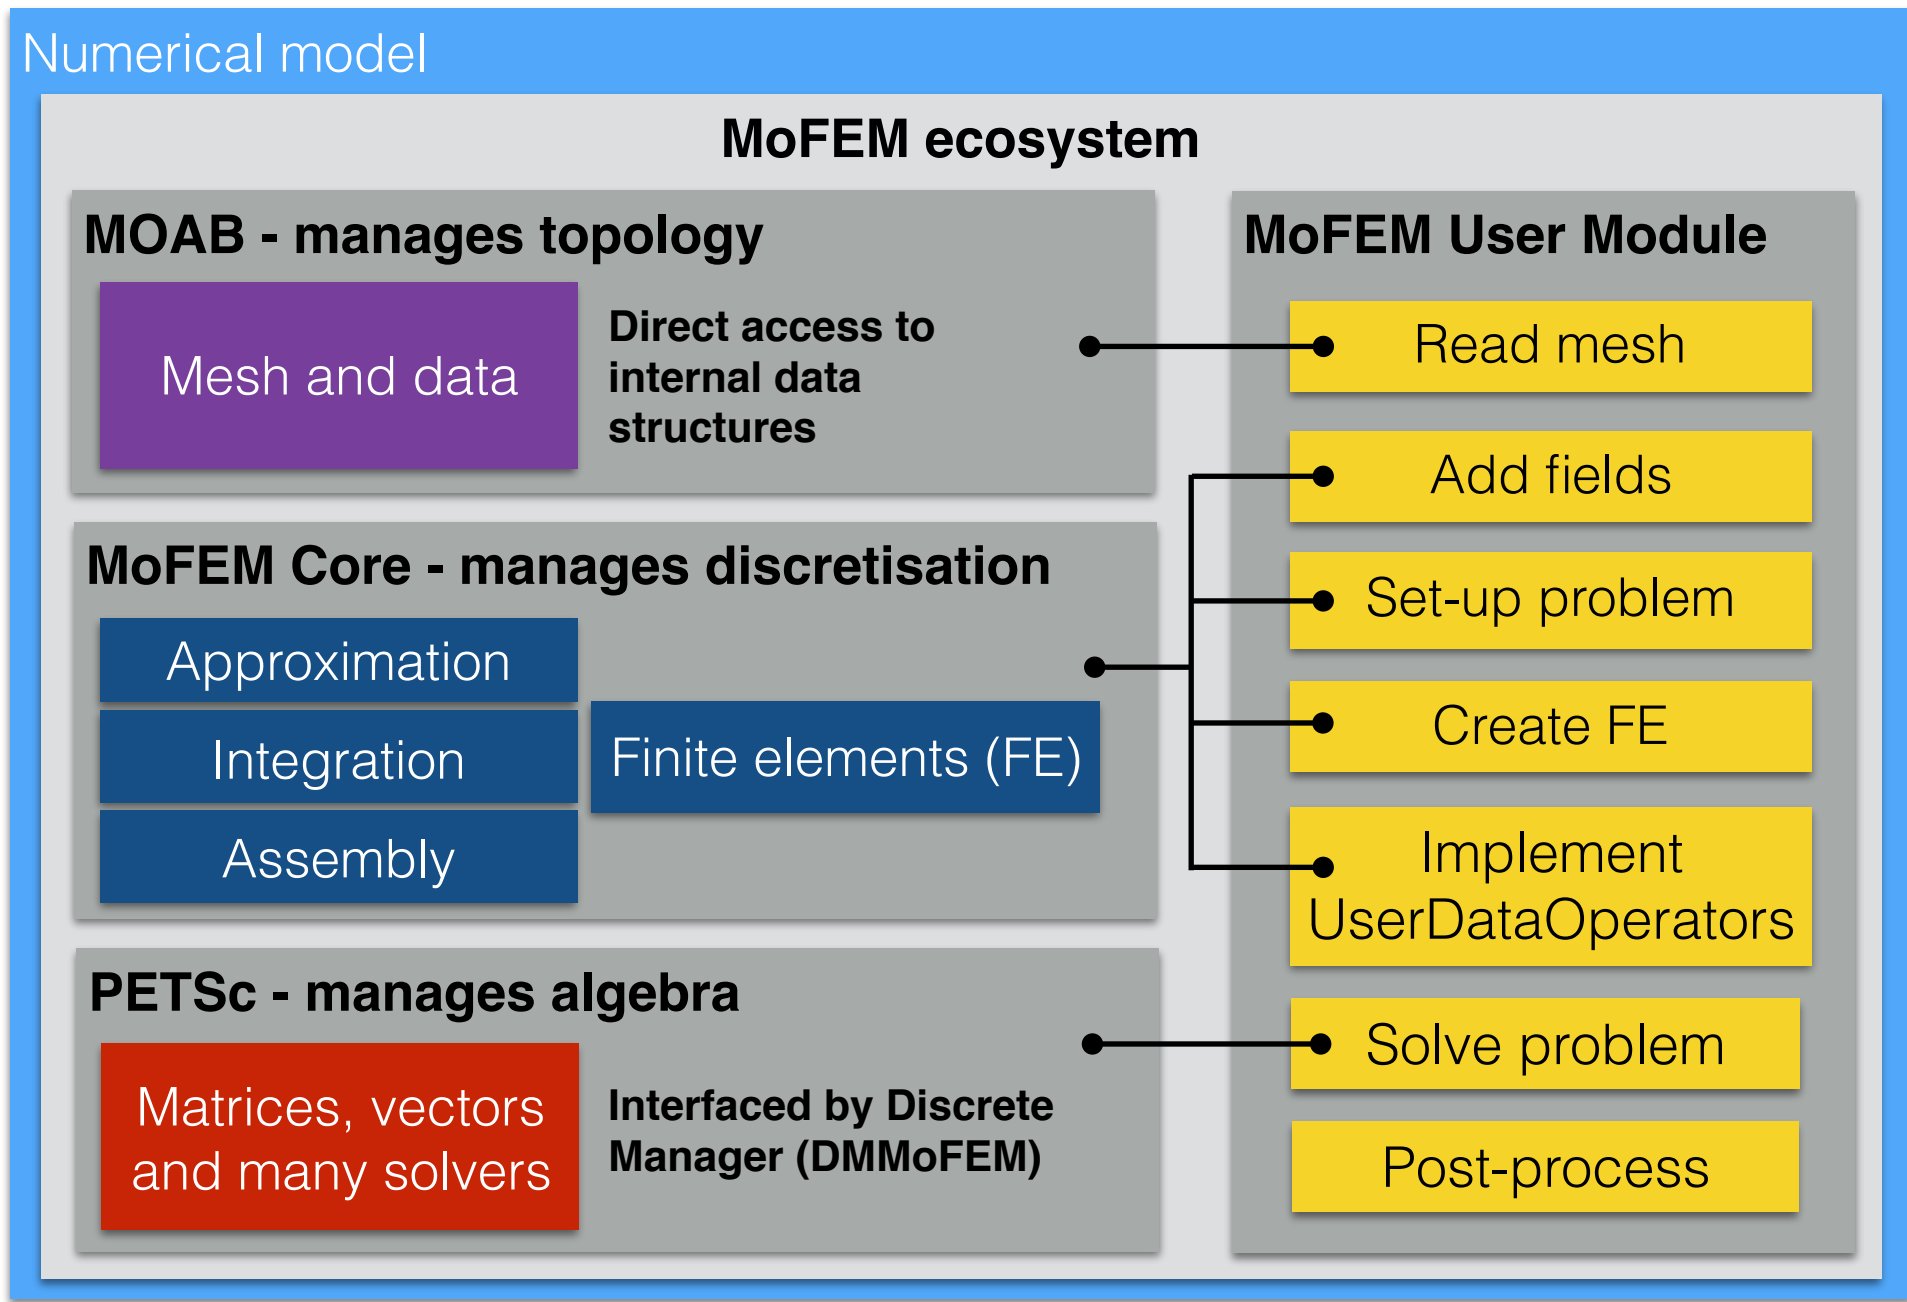 Numerical model
MoFEM ecosystem
MOAB - manages topology
Mesh and data
Direct access to
internal data
structures
MoFEM Core - manages discretisation
Approximation
Integration
Assembly
Finite elements (FE)
PETSc - manages algebra
Matrices, vectors
and many solvers
Interfaced by Discrete
Manager (DMMoFEM)
MoFEM User Module
Read mesh
Add fields
Set-up problem
Create FE
Implement
UserDataOperators
Solve problem
Post-process